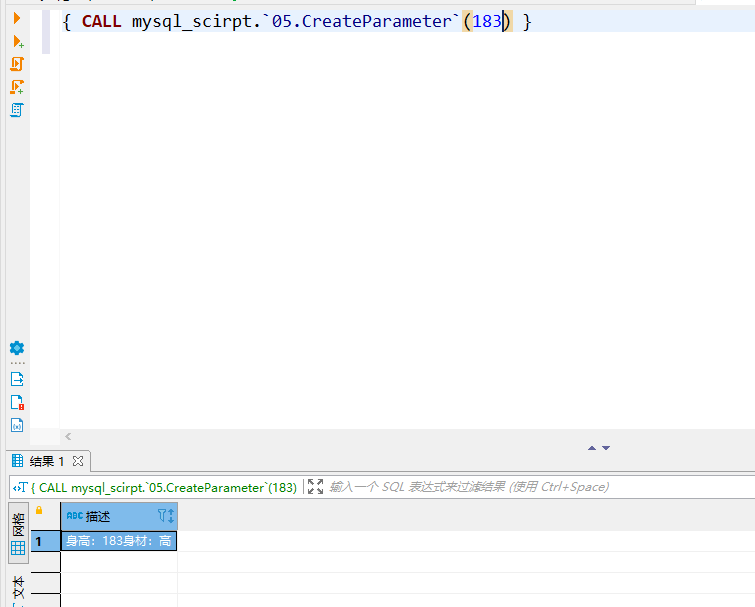 { CALL mysql_scirpt.`05.CreateParameter`(183) }
结果 1
{ CALL mysql_scirpt.`05.CreateParameter`(183)
输入一个 SQL 表达式来过滤结果 (使用 Ctrl+Space)
网格
ABC 描述
1
身高：183身材：高
文本